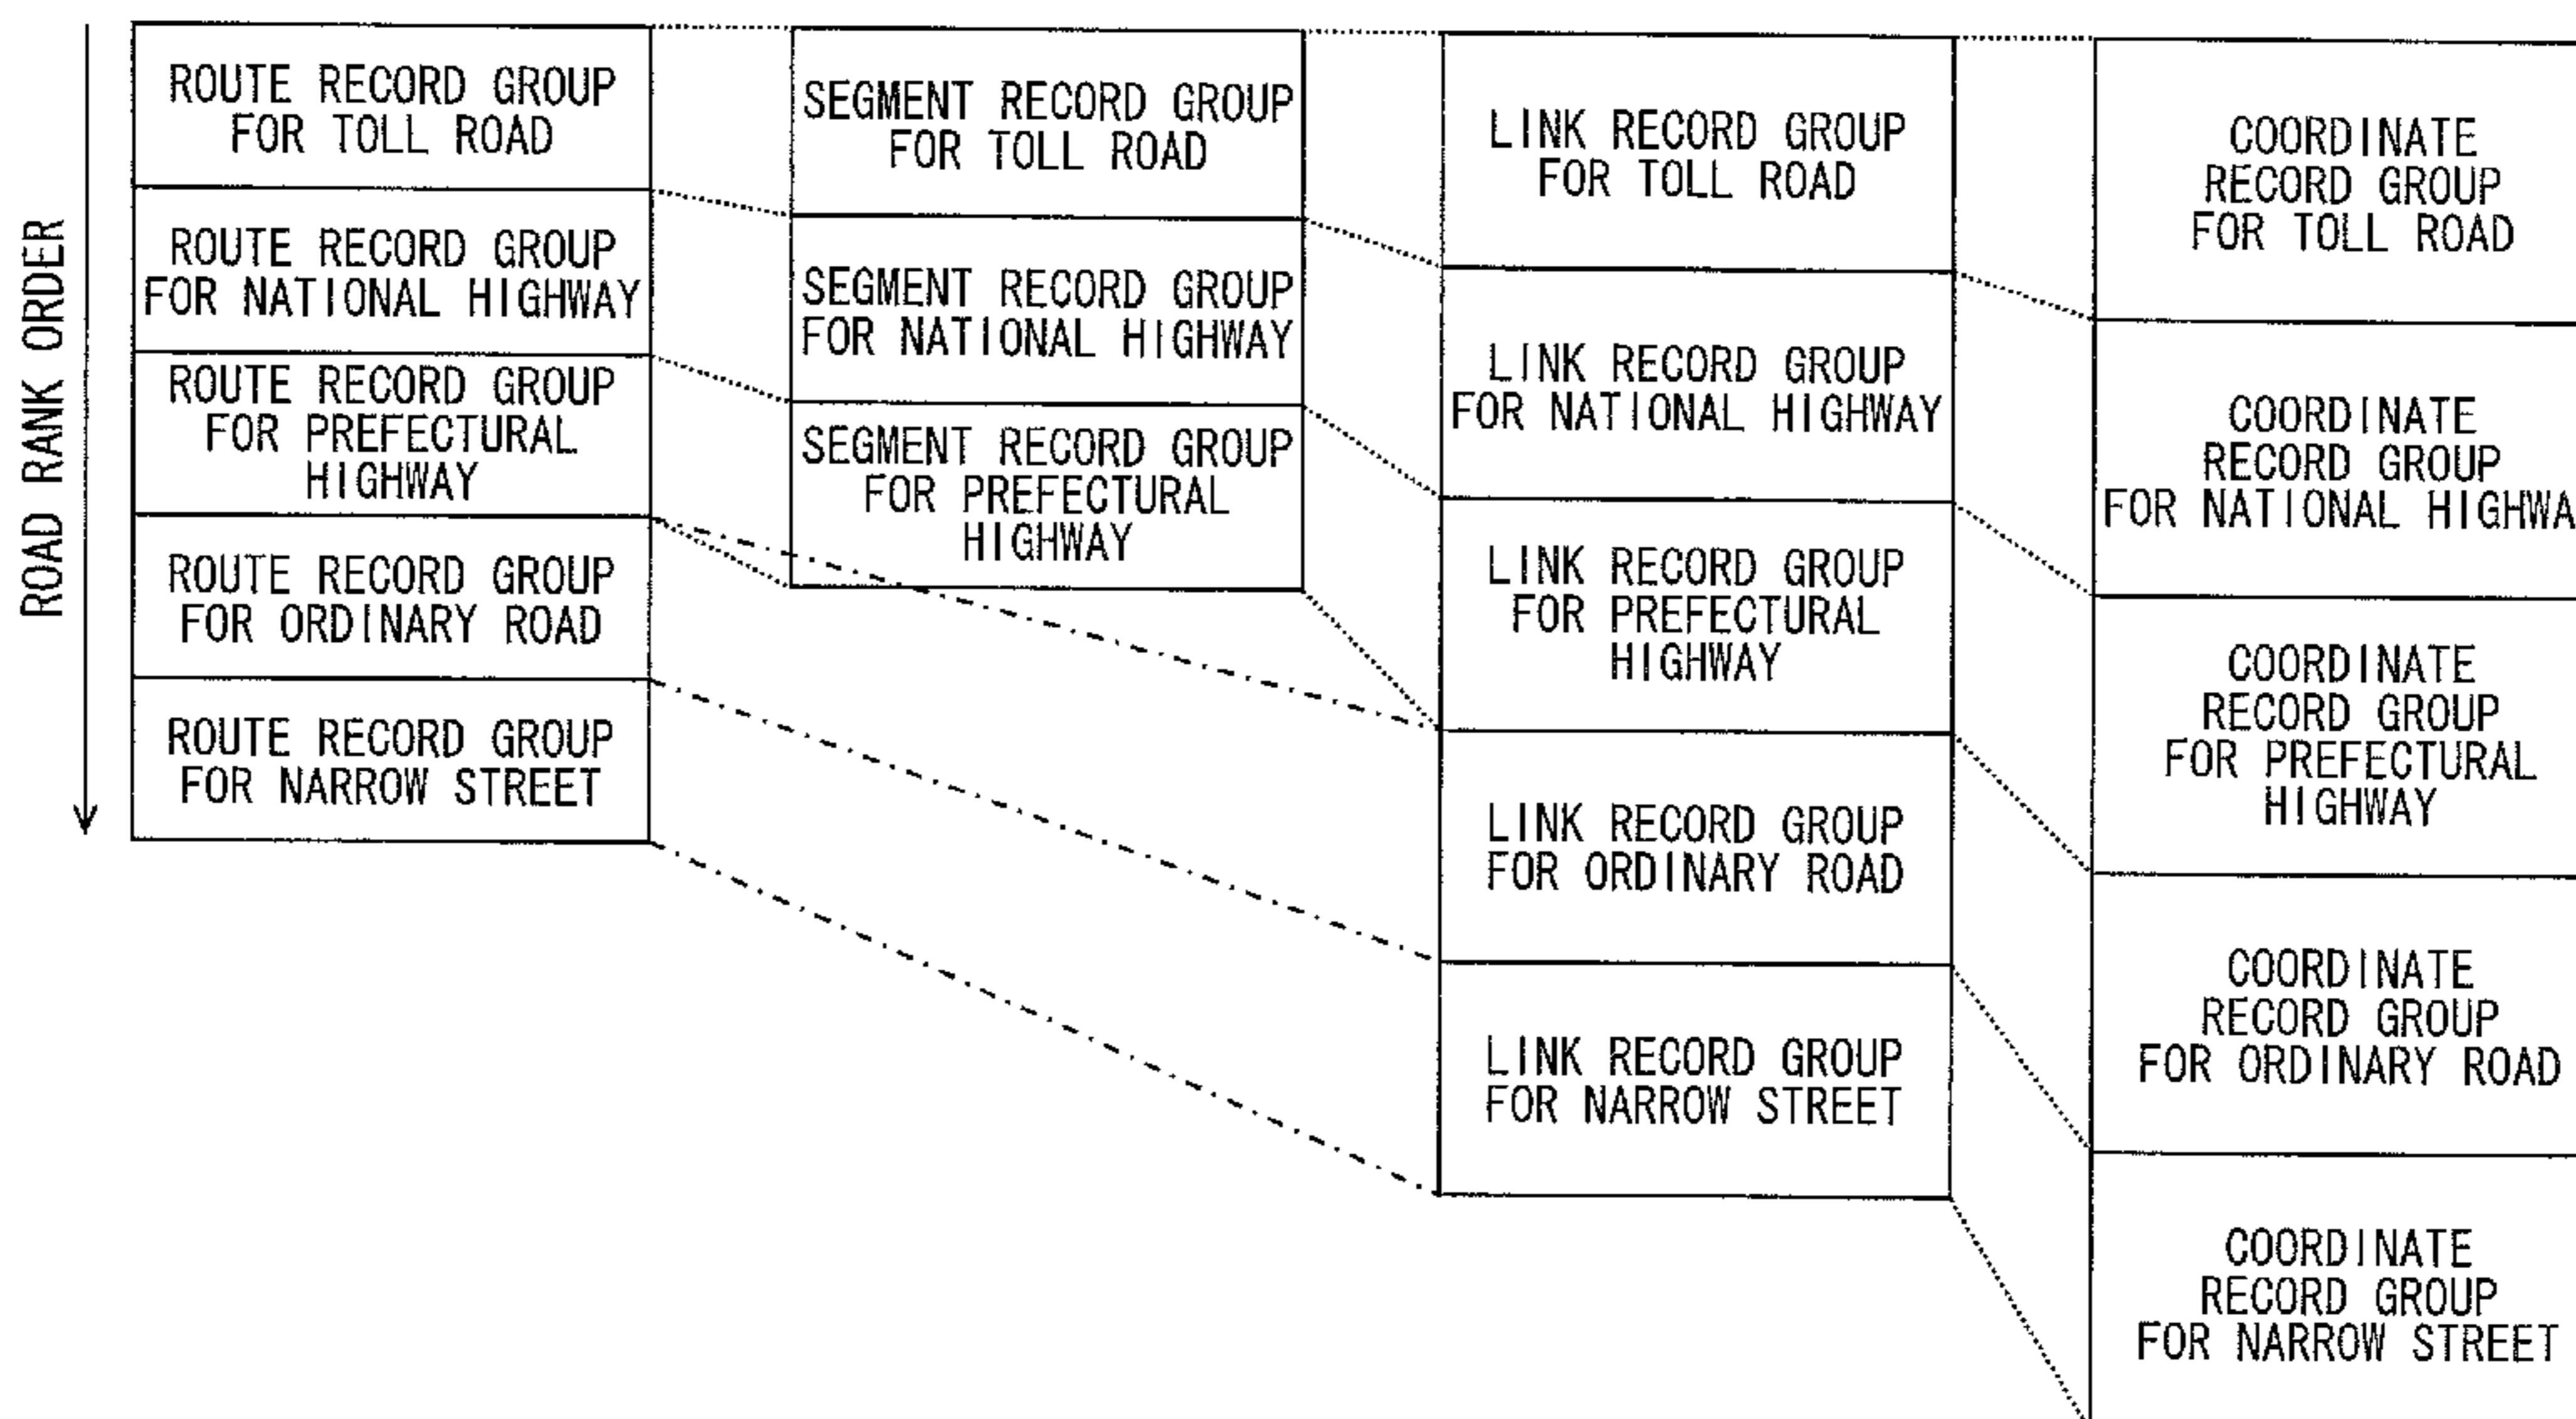 ROAD RANK ORDER
ROUTE RECORD GROUP
FOR TOLL ROAD
ROUTE RECORD GROUP
FOR NATIONAL HIGHWAY
ROUTE RECORD GROUP
FOR PREFECTURAL
HIGHWAY
ROUTE RECORD GROUP
FOR ORDINARY ROAD
ROUTE RECORD GROUP
FOR NARROW STREET
SEGMENT RECORD GROUP
FOR TOLL ROAD
SEGMENT RECORD GROUP
FOR NATIONAL HIGHWAY
SEGMENT RECORD GROUP
FOR PREFECTURAL
HIGHWAY
LINK RECORD GROUP
FOR TOLL ROAD
LINK RECORD GROUP
FOR NATIONAL HIGHWAY
LINK RECORD GROUP
FOR PREFECTURAL
HIGHWAY
LINK RECORD GROUP
FOR ORDINARY ROAD
LINK RECORD GROUP
FOR NARROW STREET
COORDINATE
RECORD GROUP
FOR TOLL ROAD
COORDINATE
RECORD GROUP
FOR NATIONAL HIGHWA
COORDINATE
RECORD GROUP
FOR PREFECTURAL
HIGHWAY
COORDINATE
RECORD GROUP
FOR ORDINARY ROAD
COORDINATE
RECORD GROUP
FOR NARROW STREET